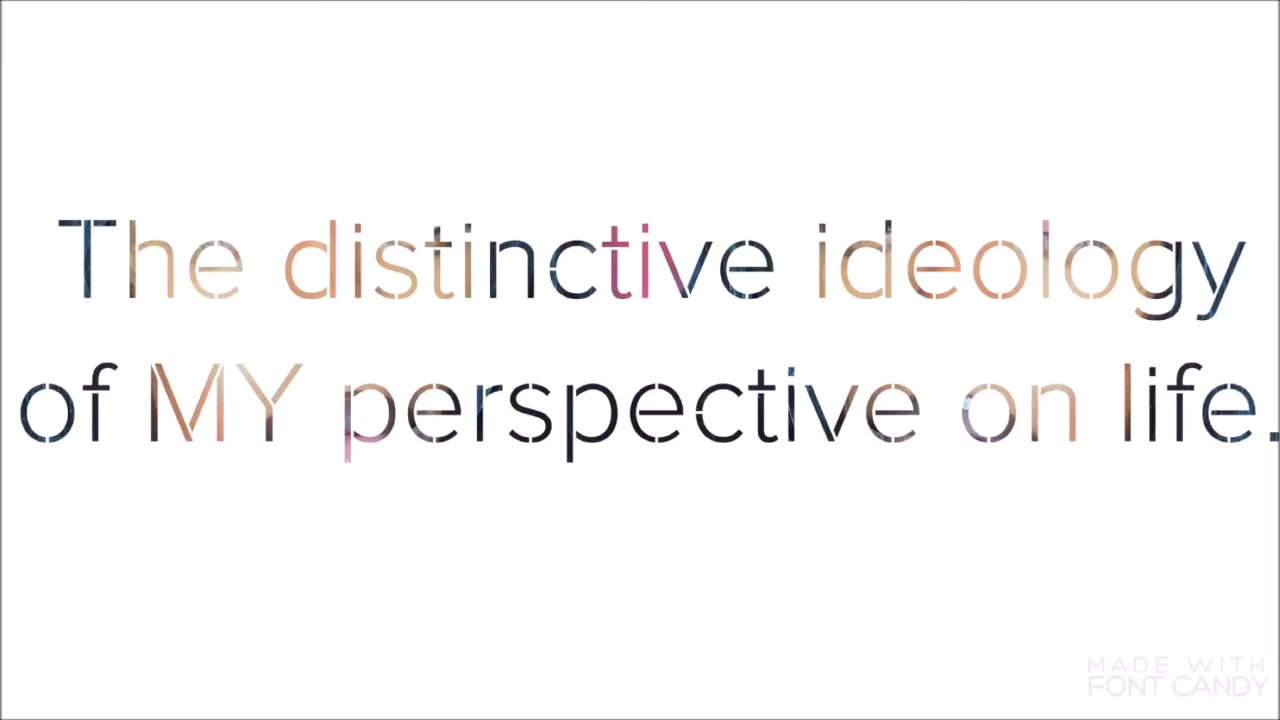 The distinctive ideology
of MY perspective on life.
MADE WITH
FONT CANDY